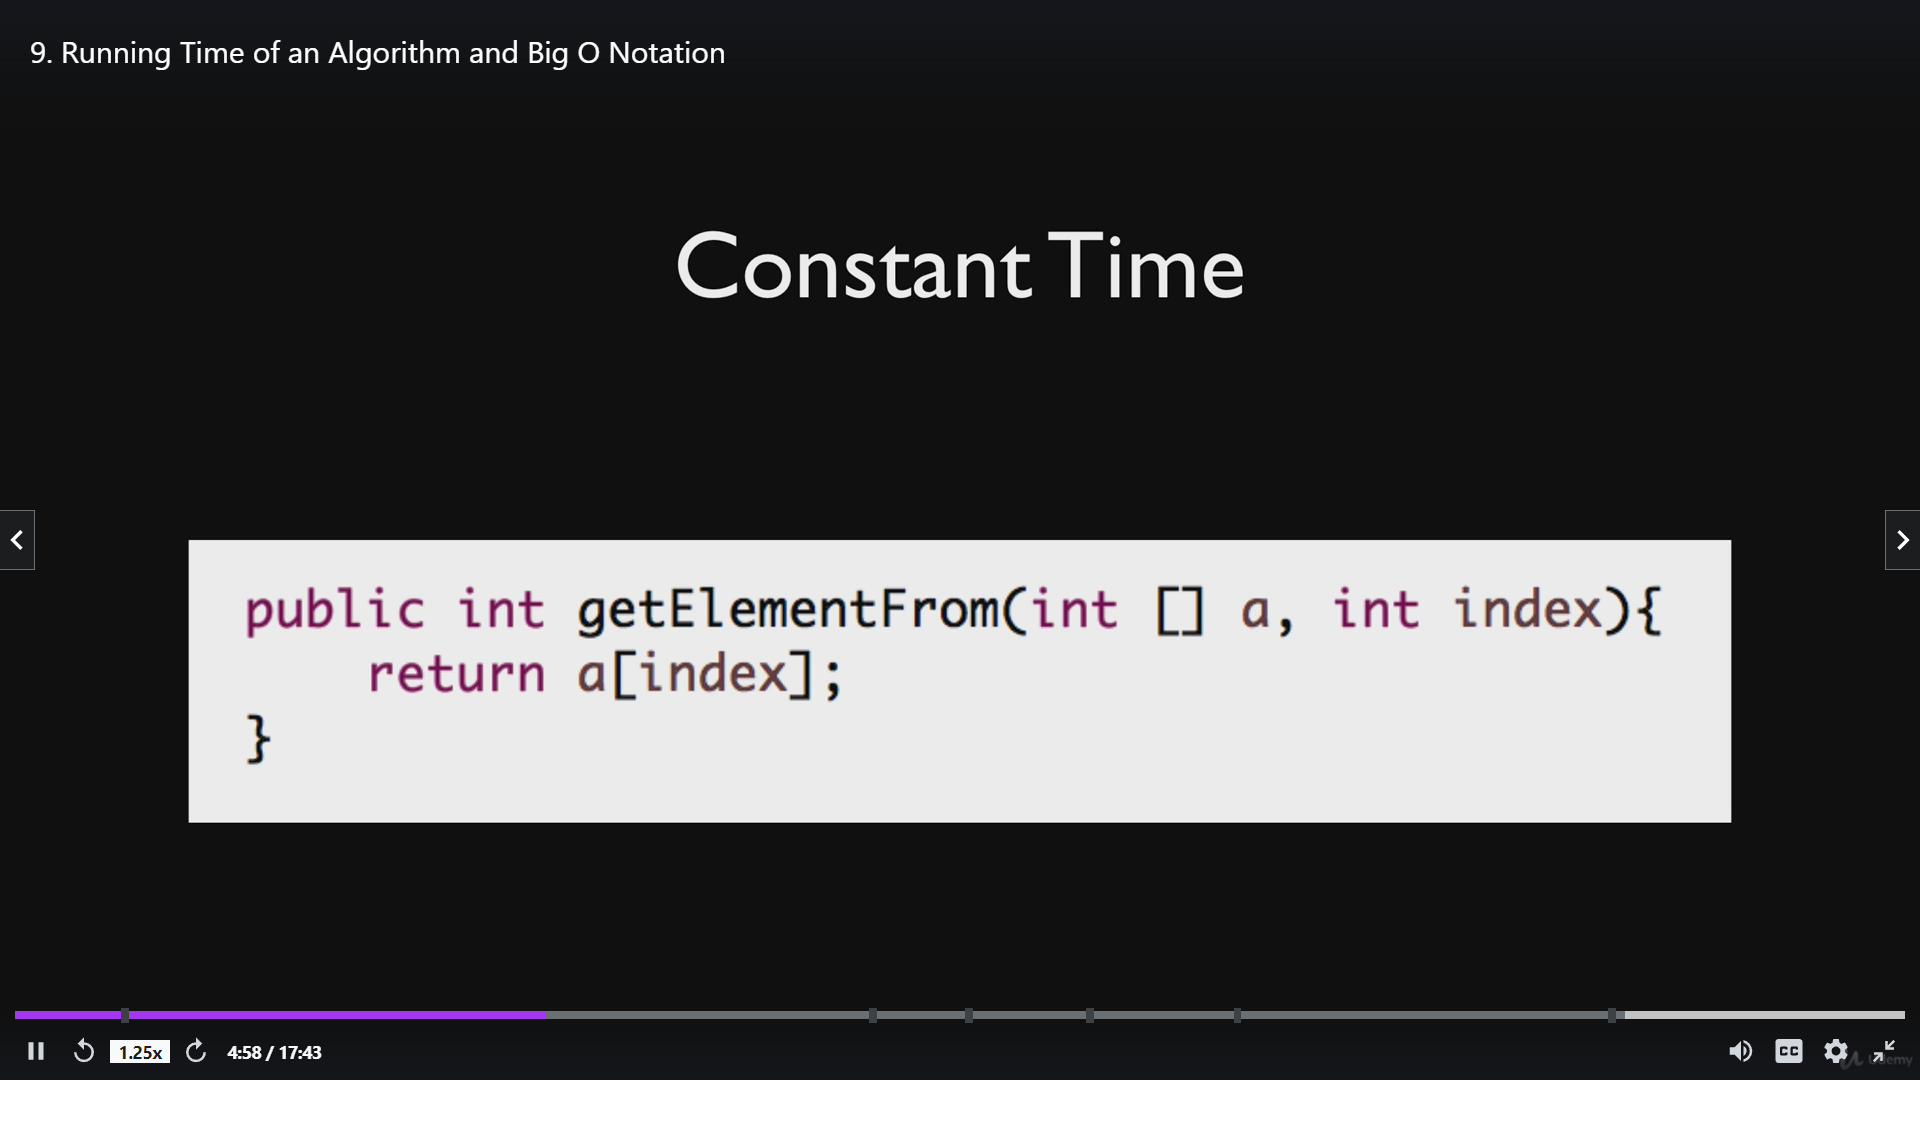 9. Running Time of an Algorithm and Big O Notation
Constant Time
public int getElementFrom(int [] a, int index){
return a[index];
}
1.25x
4:58 / 17:43
CC
Udemy